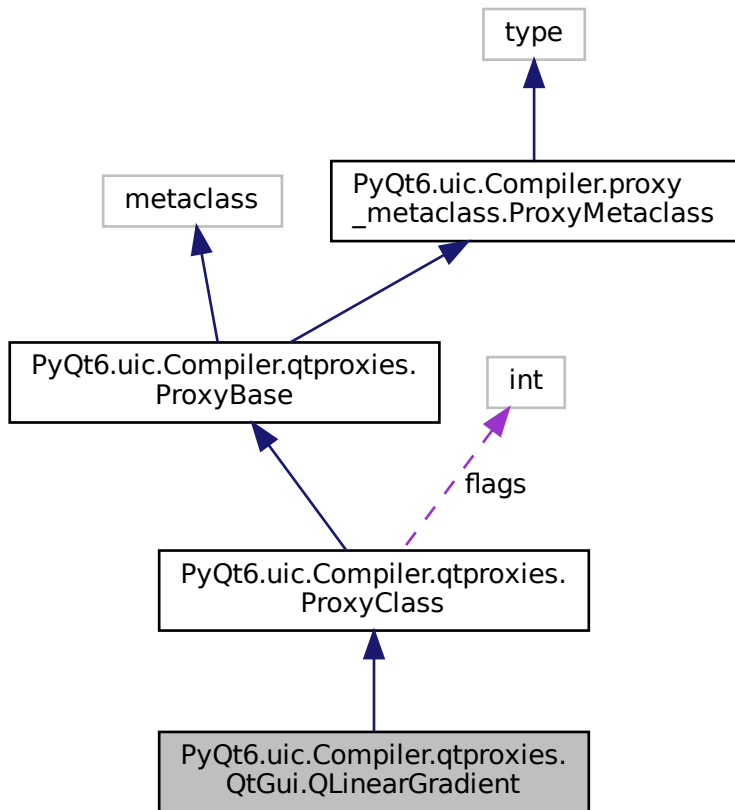 type
PyQt6.uic.Compiler.proxy
_metaclass.ProxyMetaclass
metaclass
PyQt6.uic.Compiler.qtproxies.
ProxyBase
int
flags
PyQt6.uic.Compiler.qtproxies.
ProxyClass
PyQt6.uic.Compiler.qtproxies.
QtGui.QLinearGradient